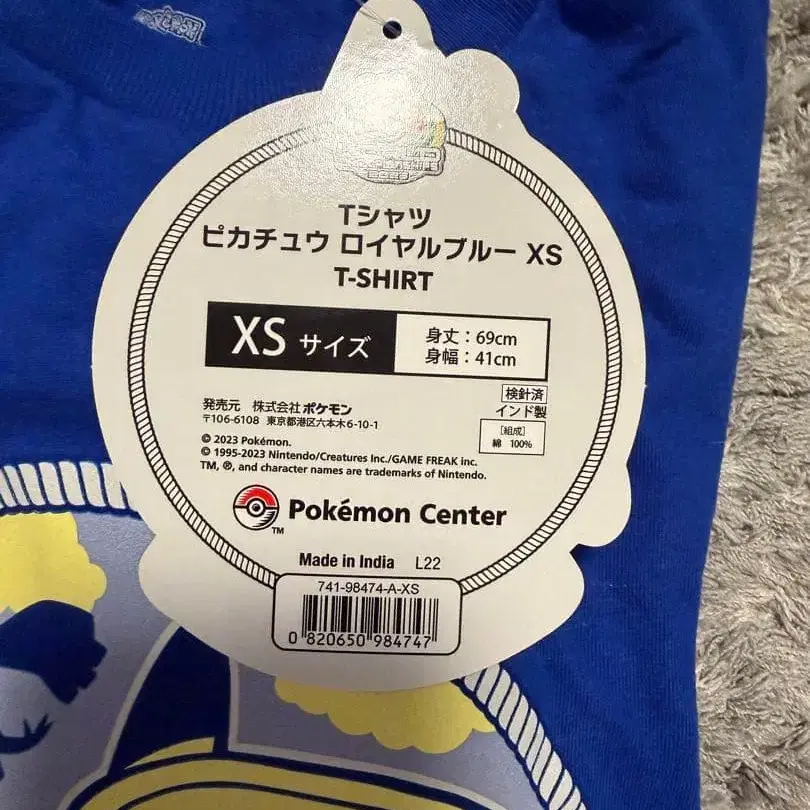 Tシャツ
ピカチュウ ロイヤルブルー XS
T-SHIRT
XS サイズ
身丈：69cm
身幅：41cm
検針済
インド製
発売元 株式会社ポケモン
〒106-6108 東京都港区六本木6-10-1
[組成]
綿 100%
© 2023 Pokémon.
© 1995-2023 Nintendo/Creatures Inc./GAME FREAK inc.
TM, ®, and character names are trademarks of Nintendo.
Pokémon Center
TM
Made in India L22
741-98474-A-XS
0 820650 984747